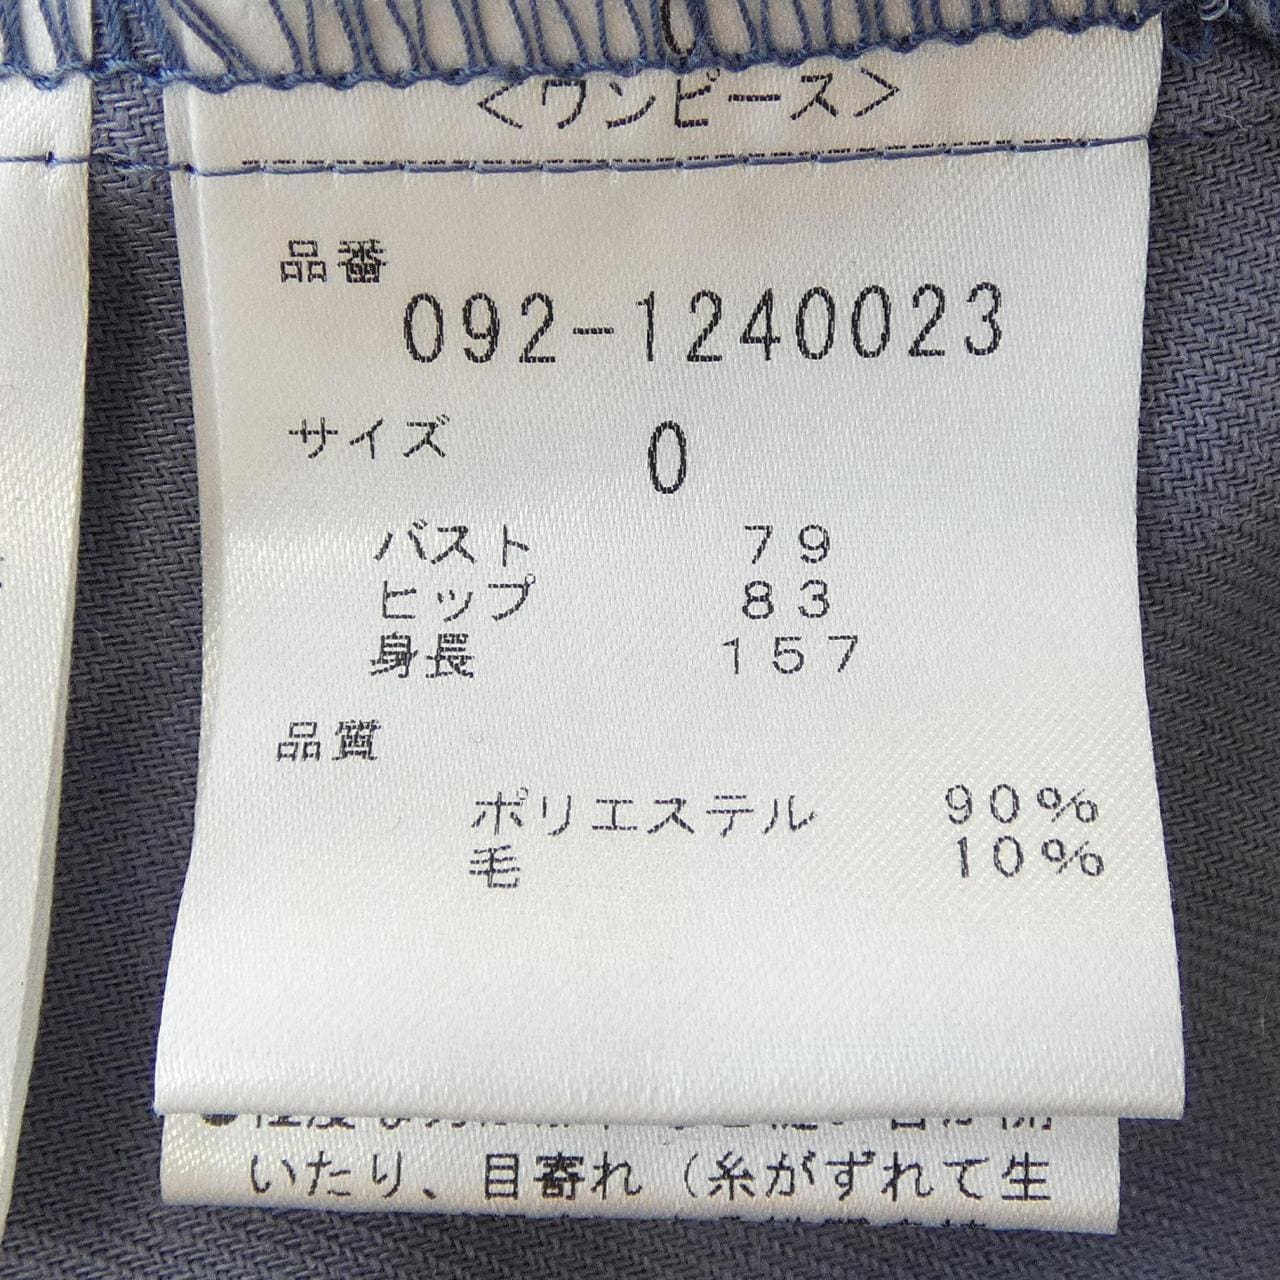 <ワンピース>
品番
092-1240023
サイズ 0
バスト 79
ヒップ 83
身長 157
品質
ポリエステル 90%
毛 10%
いたり、目寄れ（糸がずれて生